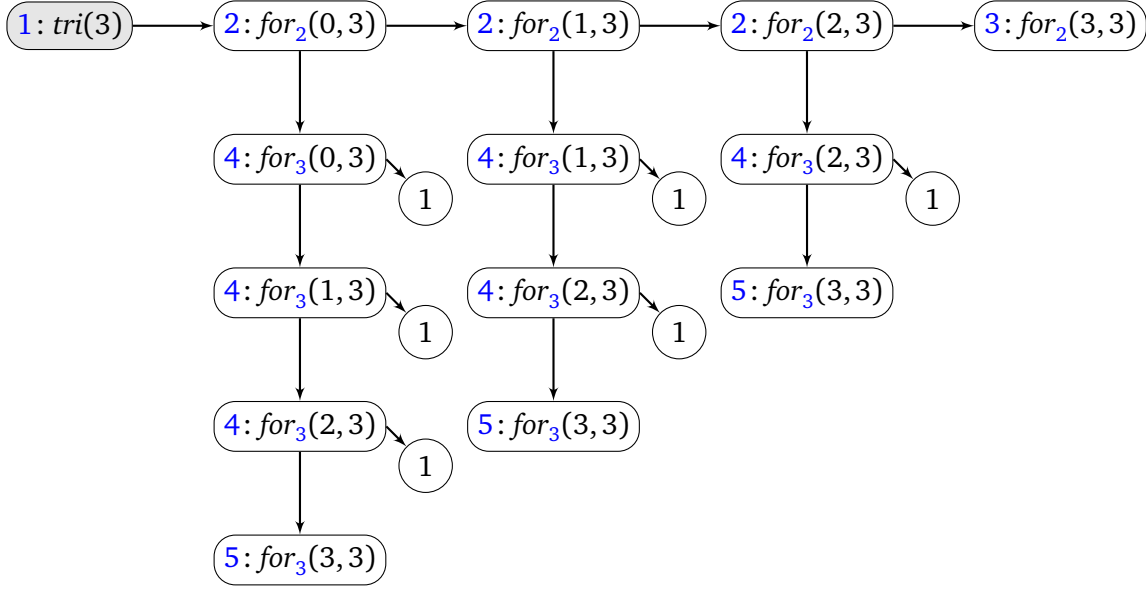 1: tri(3) 2: for₂(0, 3) 2: for₂(1, 3) 2: for₂(2, 3) 3: for₂(3, 3)
4: for₃(0, 3) 4: for₃(1, 3) 4: for₃(2, 3)
1 1 1
4: for₃(1, 3) 4: for₃(2, 3) 5: for₃(3, 3)
1 1
4: for₃(2, 3) 5: for₃(3, 3)
1
5: for₃(3, 3)